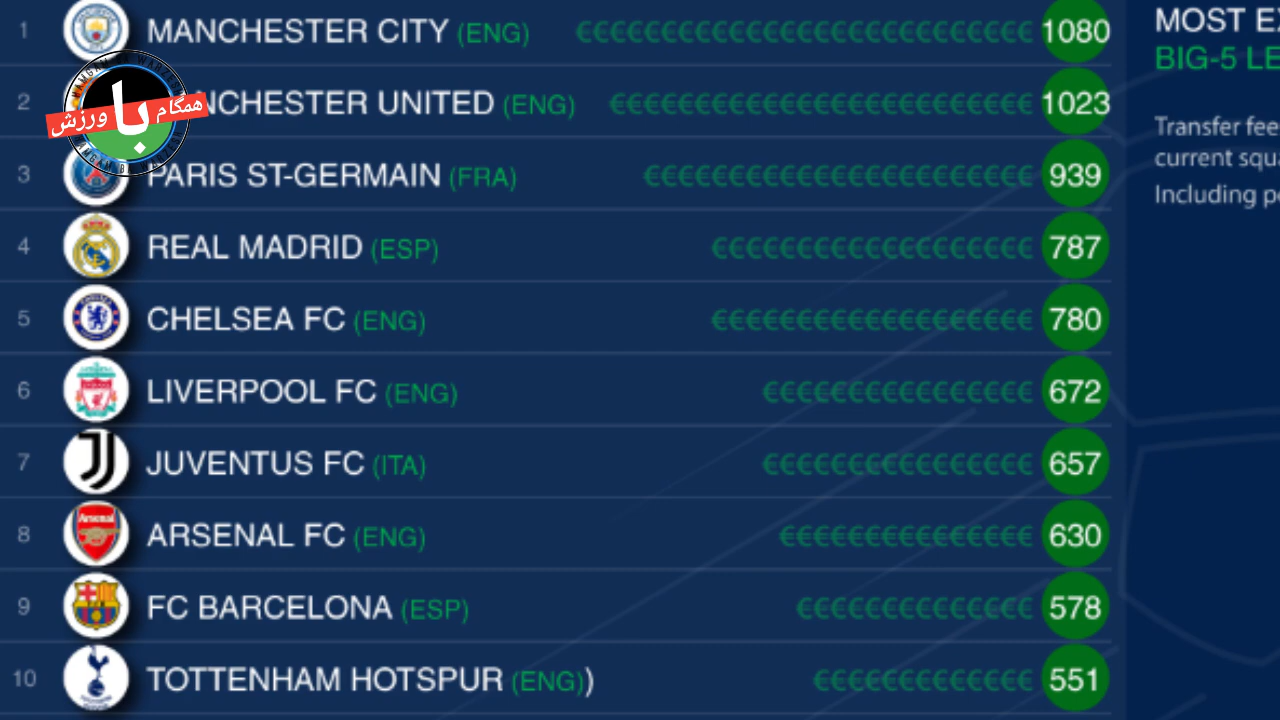 1 MANCHESTER CITY (ENG) €€€€€€€€€€€€€€€€€€€€€€€€€€€ 1080
2 NCHESTER UNITED (ENG) €€€€€€€€€€€€€€€€€€€€€€€€€ 1023
3 PARIS ST-GERMAIN (FRA) €€€€€€€€€€€€€€€€€€€€€€€ 939
4 REAL MADRID (ESP) €€€€€€€€€€€€€€€€€€€ 787
5 CHELSEA FC (ENG) €€€€€€€€€€€€€€€€€€€ 780
6 LIVERPOOL FC (ENG) €€€€€€€€€€€€€€€€ 672
7 JUVENTUS FC (ITA) €€€€€€€€€€€€€€€€ 657
8 ARSENAL FC (ENG) €€€€€€€€€€€€€€€ 630
9 FC BARCELONA (ESP) €€€€€€€€€€€€€€ 578
10 TOTTENHAM HOTSPUR (ENG)) €€€€€€€€€€€€€ 551
همگام با ورزش
MOST E
BIG-5 LE
Transfer fee
current squ
Including p